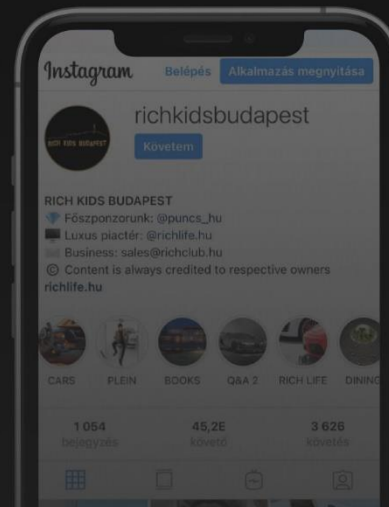 Instagram
Belépés
Alkalmazás megnyitása
RICH KIDS BUDAPEST
richkidsbudapest
Követem
RICH KIDS BUDAPEST
Főszponzorunk: @puncs_hu
Luxus piactér: @richlife.hu
Business: sales@richclub.hu
© Content is always credited to respective owners
richlife.hu
CARS PLEIN BOOKS Q&A 2 RICH LIFE DINING
1 054 45,2E 3 626
bejegyzés követő követés